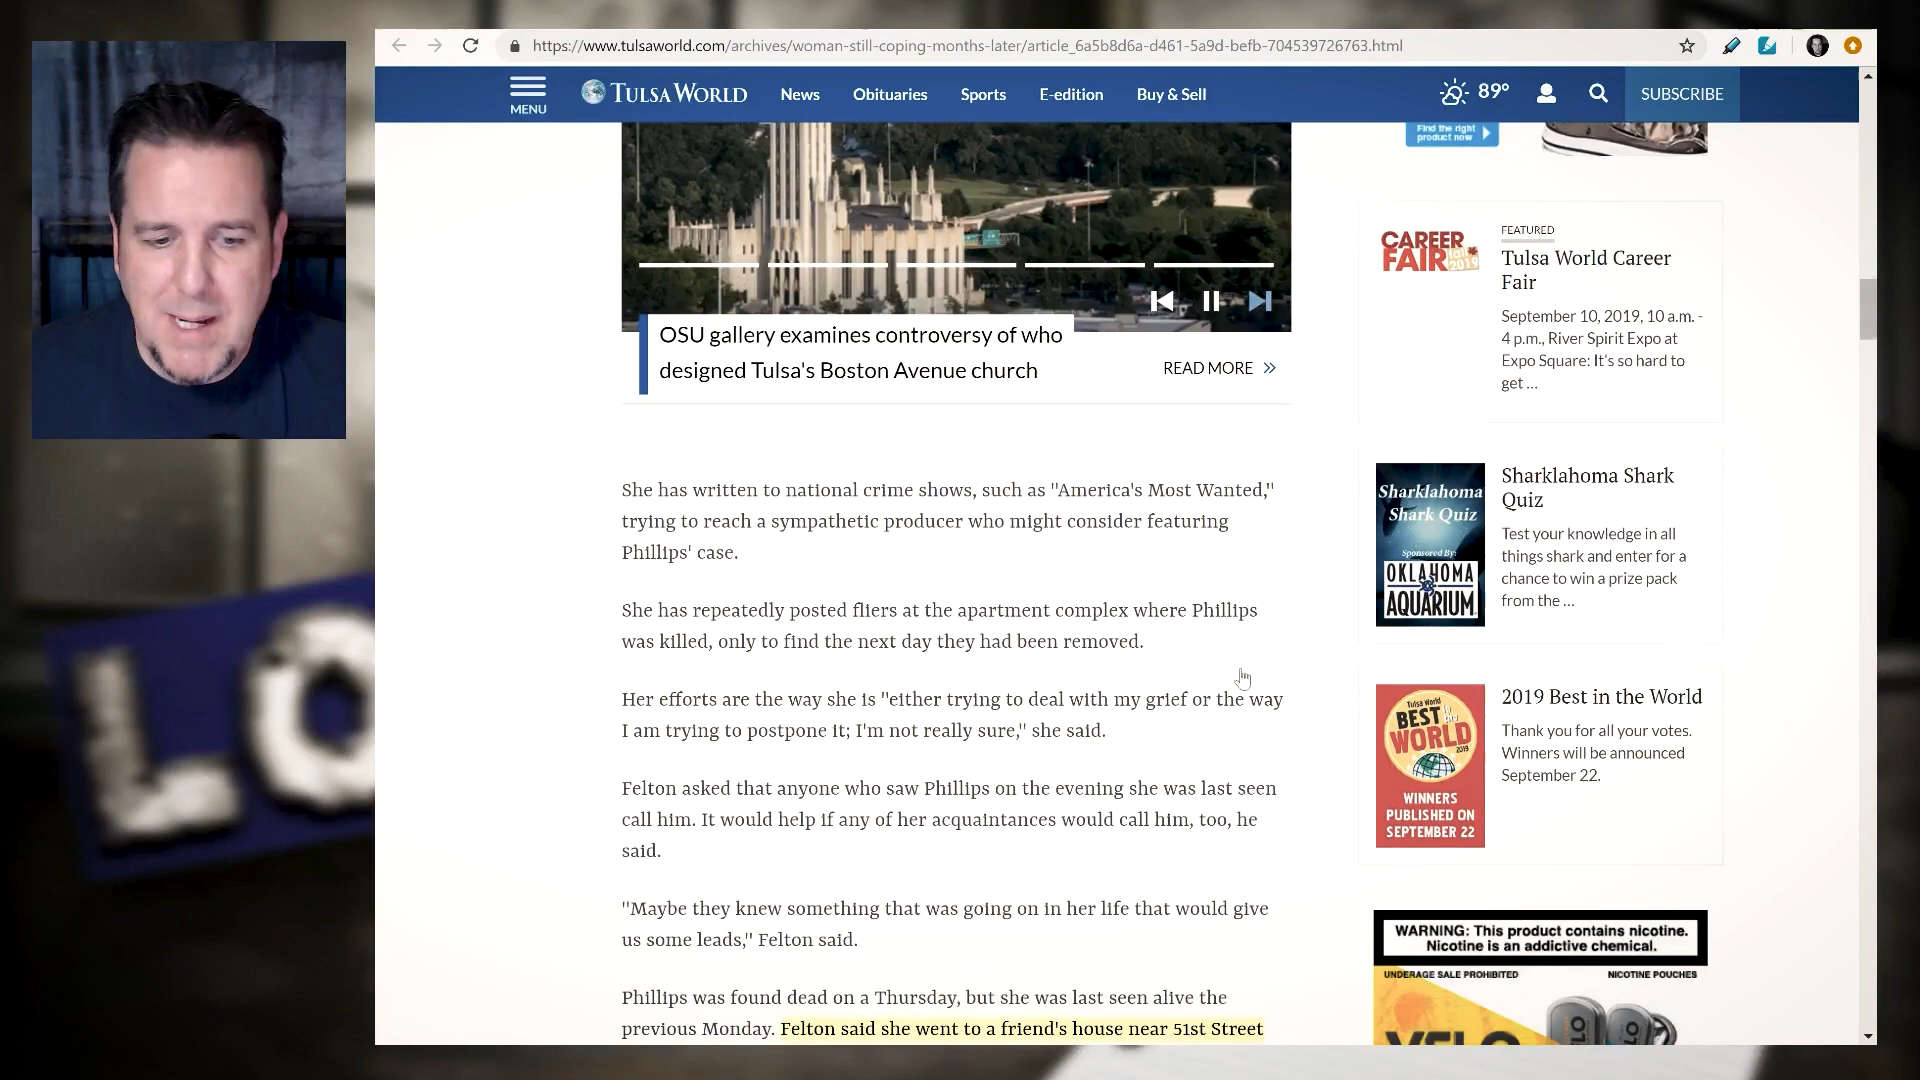 https://www.tulsaworld.com/archives/woman-still-coping-months-later/article_6a5b8d6a-d461-5a9d-befb-704539726763.html
MENU
TULSA WORLD
News
Obituaries
Sports
E-edition
Buy & Sell
89°
SUBSCRIBE
Find the right
product now
OSU gallery examines controversy of who
designed Tulsa's Boston Avenue church
READ MORE
She has written to national crime shows, such as "America's Most Wanted,"
trying to reach a sympathetic producer who might consider featuring
Phillips' case.
She has repeatedly posted fliers at the apartment complex where Phillips
was killed, only to find the next day they had been removed.
Her efforts are the way she is "either trying to deal with my grief or the way
I am trying to postpone it; I'm not really sure," she said.
Felton asked that anyone who saw Phillips on the evening she was last seen
call him. It would help if any of her acquaintances would call him, too, he
said.
"Maybe they knew something that was going on in her life that would give
us some leads," Felton said.
Phillips was found dead on a Thursday, but she was last seen alive the
previous Monday. Felton said she went to a friend's house near 51st Street
CAREER
FAIR fall
2019
FEATURED
Tulsa World Career
Fair
September 10, 2019, 10 a.m. -
4 p.m., River Spirit Expo at
Expo Square: It's so hard to
get ...
Sharklahoma
Shark Quiz
Sponsored By:
OKLAHOMA
AQUARIUM
Sharklahoma Shark
Quiz
Test your knowledge in all
things shark and enter for a
chance to win a prize pack
from the ...
Tulsa World
BEST
in the
WORLD
2019
WINNERS
PUBLISHED ON
SEPTEMBER 22
2019 Best in the World
Thank you for all your votes.
Winners will be announced
September 22.
WARNING: This product contains nicotine.
Nicotine is an addictive chemical.
UNDERAGE SALE PROHIBITED
NICOTINE POUCHES
VELO
LO